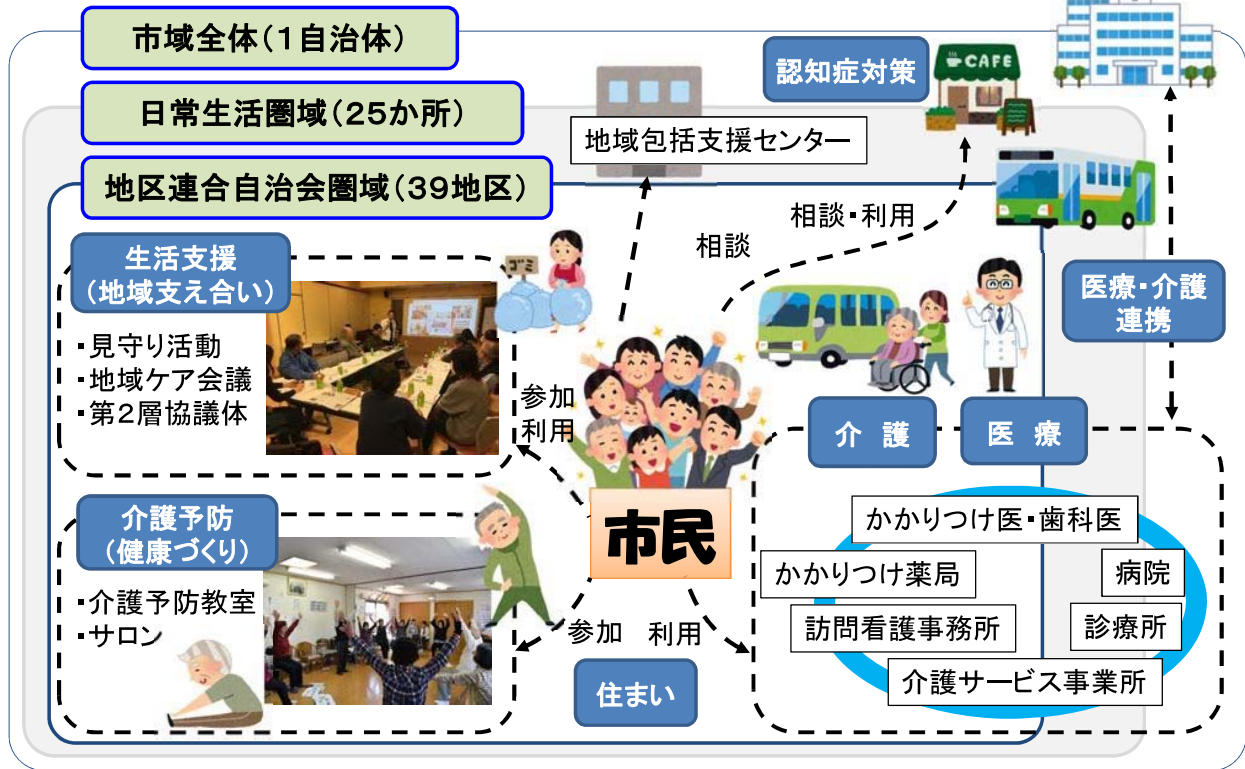 市域全体(1自治体)
日常生活圏域(25か所)
地区連合自治会圏域(39地区)
認知症対策
CAFE
地域包括支援センター
相談・利用
相談
医療・介護
連携
生活支援
(地域支え合い)
ゴミ
・見守り活動
・地域ケア会議
・第2層協議体
参加
利用
介護予防
(健康づくり)
・介護予防教室
・サロン
市民
参加
利用
住まい
介 護
医 療
かかりつけ医・歯科医
かかりつけ薬局
病院
訪問看護事務所
診療所
介護サービス事業所